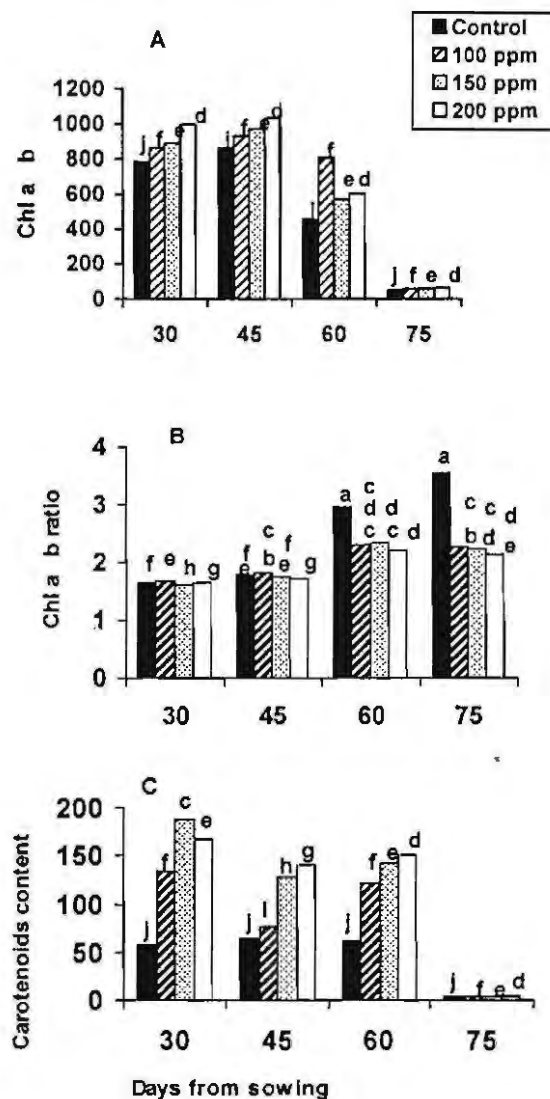 Control
100 ppm
150 ppm
200 ppm
A
Chl a b
1200
1000
800
600
400
200
0
j f e d
j f e d
j f e d
j f e d
30 45 60 75
B
Chl a b ratio
4
3
2
1
0
f e h g
f c f
e b e g
a c d d
d c c d
a c c d
b d e
30 45 60 75
C
Carotenoids content
200
150
100
50
0
j f c e
j l h g
j f e d
j f e d
30 45 60 75
Days from sowing